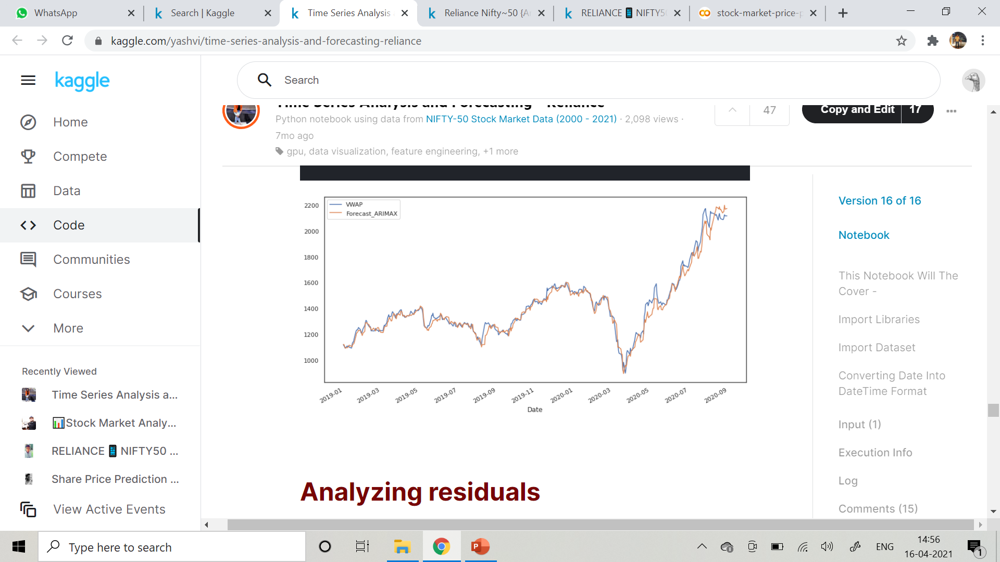 WhatsApp
Search | Kaggle
Time Series Analysis
Reliance Nifty~50 {A
RELIANCE NIFTY5
stock-market-price-p
kaggle.com/yashvi/time-series-analysis-and-forecasting-reliance
kaggle
Search
Home
Compete
Data
Code
Communities
Courses
More
Recently Viewed
Time Series Analysis a...
Stock Market Analy...
RELIANCE NIFTY50 ...
Share Price Prediction ...
View Active Events
Time Series Analysis and Forecasting - Reliance
Python notebook using data from NIFTY-50 Stock Market Data (2000 - 2021) · 2,098 views ·
7mo ago
gpu, data visualization, feature engineering, +1 more
47
Copy and Edit 17
VWAP
Forecast_ARIMAX
2200
2000
1800
1600
1400
1200
1000
2019-01 2019-03 2019-05 2019-07 2019-09 2019-11 2020-01 2020-03 2020-05 2020-07 2020-09
Date
Analyzing residuals
Version 16 of 16
Notebook
This Notebook Will The
Cover -
Import Libraries
Import Dataset
Converting Date Into
DateTime Format
Input (1)
Execution Info
Log
Comments (15)
Type here to search
P
ENG
14:56
16-04-2021
1